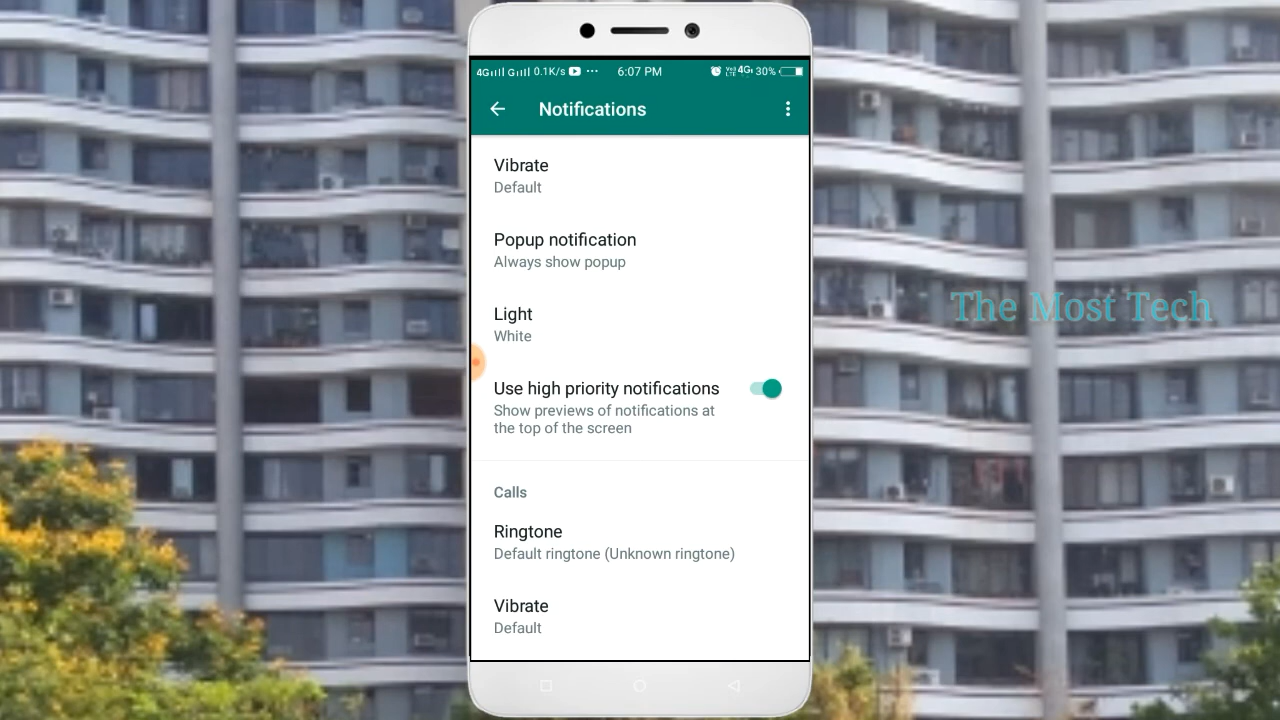 4G G 0.1K/s ... 6:07 PM 4G 30%
Notifications
Vibrate
Default
Popup notification
Always show popup
Light
White
Use high priority notifications
Show previews of notifications at
the top of the screen
Calls
Ringtone
Default ringtone (Unknown ringtone)
Vibrate
Default
The Most Tech